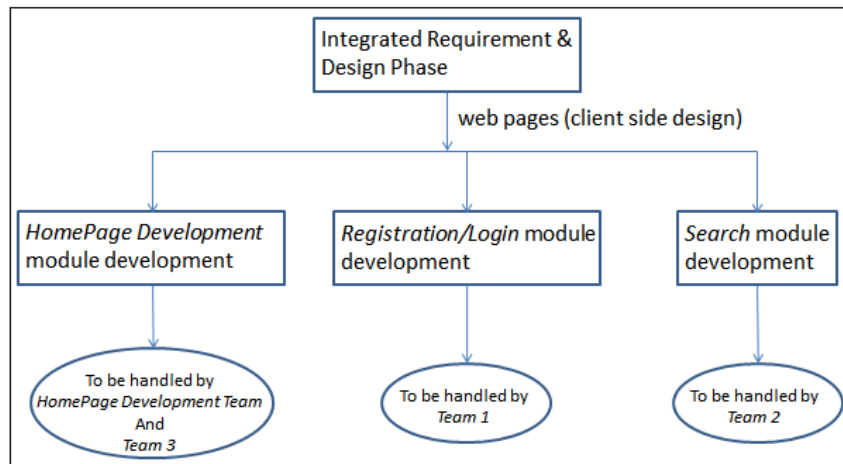 Integrated Requirement &
Design Phase
web pages (client side design)
HomePage Development
module development
Registration/Login module
development
Search module
development
To be handled by
HomePage Development Team
And
Team 3
To be handled by
Team 1
To be handled by
Team 2